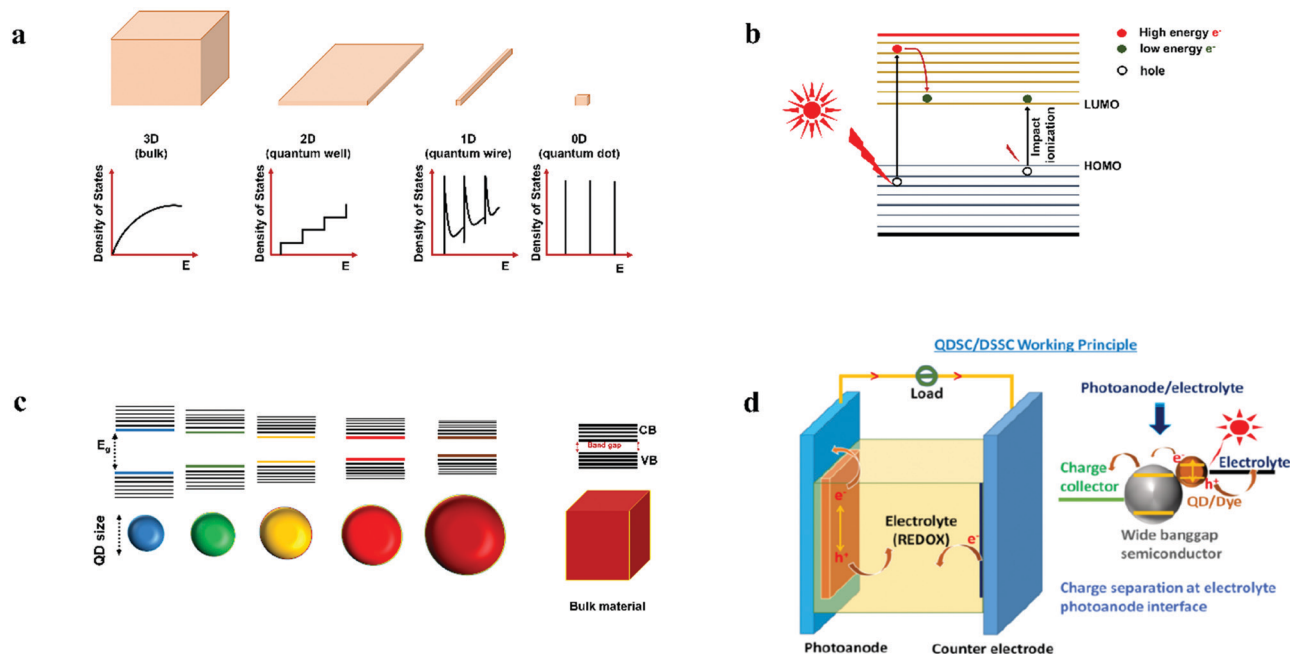 a
3D
(bulk)
2D
(quantum well)
1D
(quantum wire)
0D
(quantum dot)
Density of States
E
Density of States
E
Density of States
E
Density of States
E
b
High energy e-
low energy e-
hole
LUMO
Impact
ionization
HOMO
c
Eg
QD size
CB
Band gap
VB
Bulk material
d
QDSC/DSSC Working Principle
Load
e-
h+
Electrolyte
(REDOX)
e-
Photoanode
Counter electrode
Photoanode/electrolyte
Charge
collector
e-
Electrolyte
h+
QD/Dye
Wide banggap
semiconductor
Charge separation at electrolyte
photoanode interface